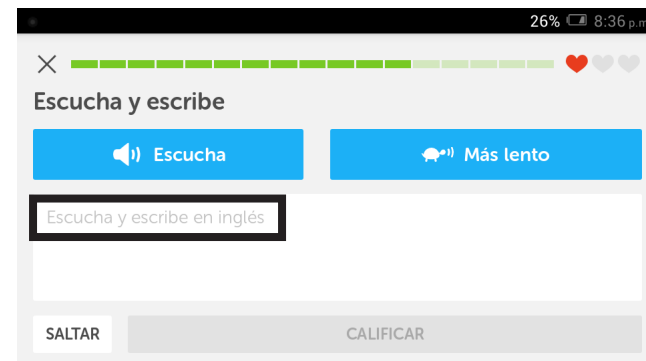 26% 8:36 p.m
Escucha y escribe
Escucha Más lento
Escucha y escribe en inglés
SALTAR CALIFICAR